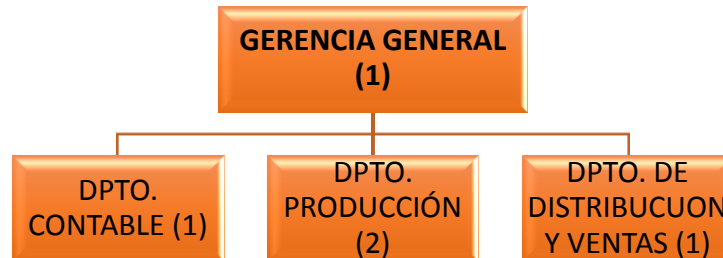 GERENCIA GENERAL
(1)
DPTO.
CONTABLE (1)
DPTO.
PRODUCCIÓN
(2)
DPTO. DE
DISTRIBUCUON
Y VENTAS (1)